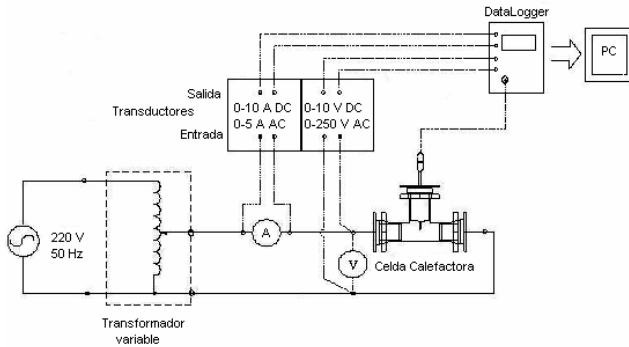 DataLogger
PC
Salida
Transductores
Entrada
0-10 A DC
0-5 A AC
0-10 V DC
0-250 V AC
220 V
50 Hz
A
V
Celda Calefactora
Transformador
variable